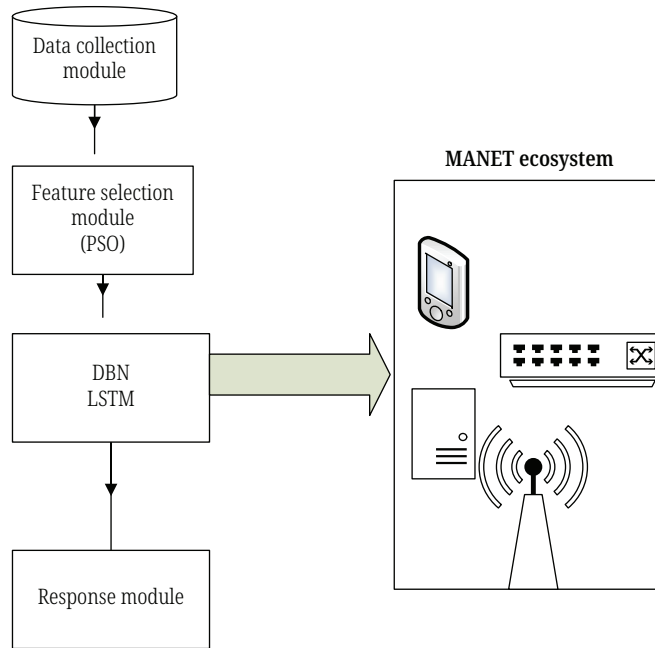 Data collection
module
Feature selection
module
(PSO)
DBN
LSTM
Response module
MANET ecosystem